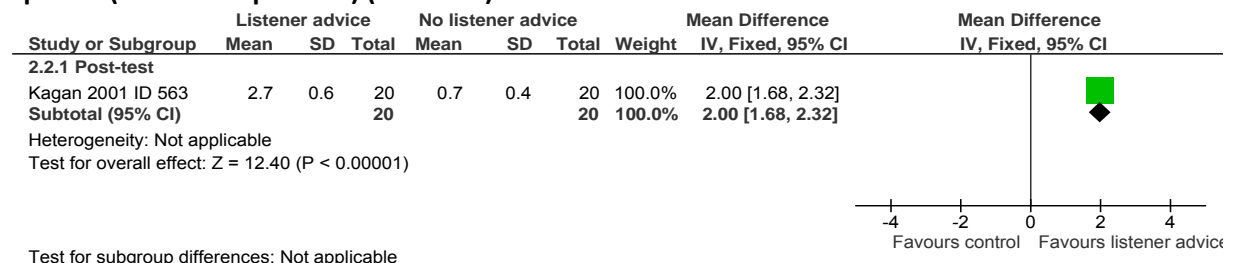 Listener advice No listener advice Mean Difference Mean Difference
Study or Subgroup Mean SD Total Mean SD Total Weight IV, Fixed, 95% CI IV, Fixed, 95% CI
2.2.1 Post-test
Kagan 2001 ID 563 2.7 0.6 20 0.7 0.4 20 100.0% 2.00 [1.68, 2.32]
Subtotal (95% CI) 20 20 100.0% 2.00 [1.68, 2.32]
Heterogeneity: Not applicable
Test for overall effect: Z = 12.40 (P < 0.00001)
-4 -2 0 2 4
Favours control Favours listener advice
Test for subgroup differences: Not applicable